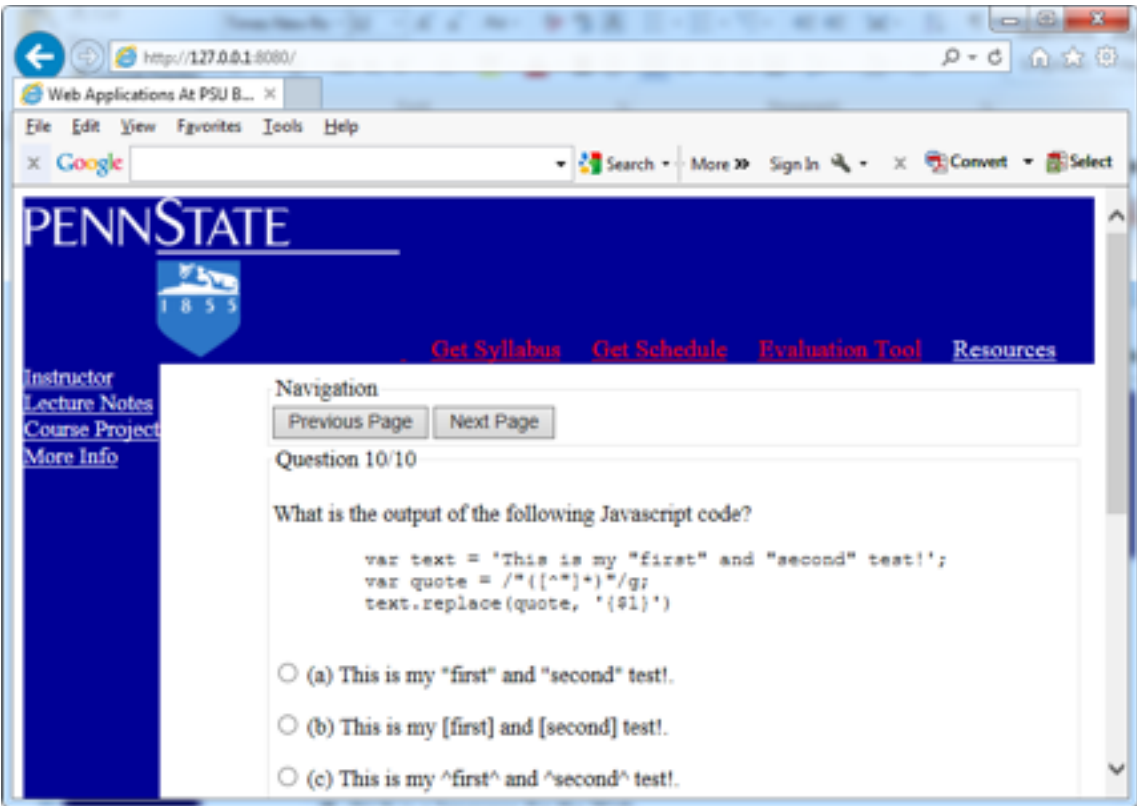 http://127.0.0.1:8080/
Web Applications At PSU B...
File Edit View Favorites Tools Help
x Google Search More » Sign In x Convert Select
PENNSTATE
1855
Get Syllabus Get Schedule Evaluation Tool Resources
Instructor
Lecture Notes
Course Project
More Info
Navigation
Previous Page Next Page
Question 10/10
What is the output of the following Javascript code?
var text = 'This is my "first" and "second" test!';
var quote = /"([^"]*)"/g;
text.replace(quote, '{$1}')
(a) This is my "first" and "second" test!.
(b) This is my [first] and [second] test!.
(c) This is my ^first^ and ^second^ test!.